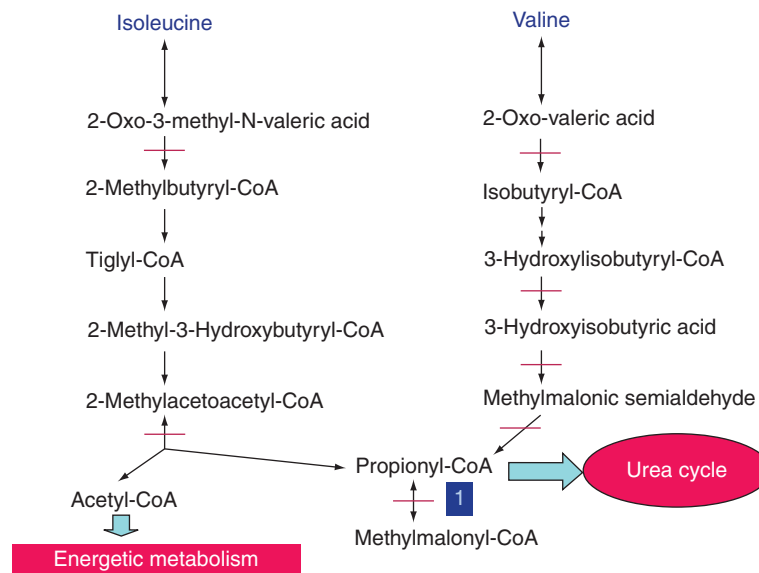 Isoleucine
Valine
2-Oxo-3-methyl-N-valeric acid
2-Oxo-valeric acid
2-Methylbutyryl-CoA
Isobutyryl-CoA
Tiglyl-CoA
3-Hydroxylisobutyryl-CoA
2-Methyl-3-Hydroxybutyryl-CoA
3-Hydroxyisobutyric acid
2-Methylacetoacetyl-CoA
Methylmalonic semialdehyde
Propionyl-CoA
Urea cycle
Acetyl-CoA
1
Methylmalonyl-CoA
Energetic metabolism